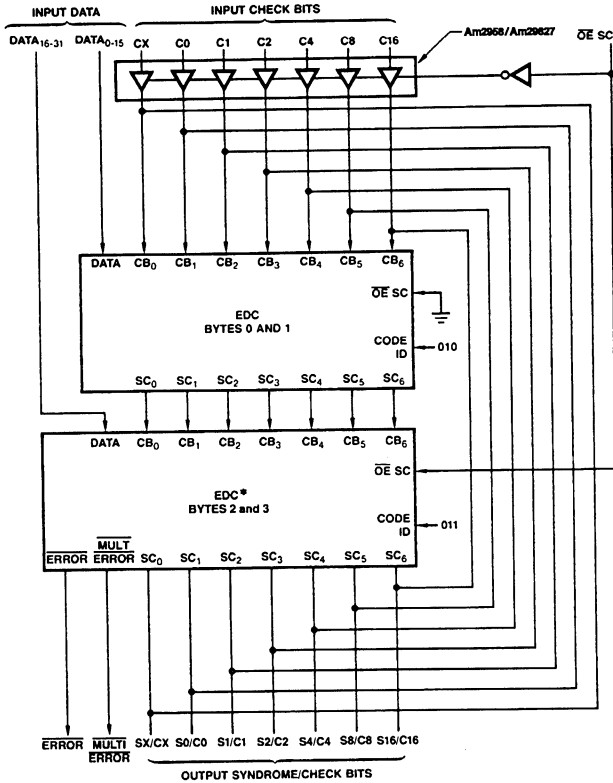 INPUT DATA
DATA16-31 DATA0-15
INPUT CHECK BITS
CX C0 C1 C2 C4 C8 C16
Am2958/Am29827
OE SC
DATA CB0 CB1 CB2 CB3 CB4 CB5 CB6
OE SC
EDC
BYTES 0 AND 1
CODE
ID
010
SC0 SC1 SC2 SC3 SC4 SC5 SC6
DATA CB0 CB1 CB2 CB3 CB4 CB5 CB6
OE SC
EDC*
BYTES 2 and 3
CODE
ID
011
ERROR MULT
ERROR SC0 SC1 SC2 SC3 SC4 SC5 SC6
ERROR MULTI
ERROR SX/CX S0/C0 S1/C1 S2/C2 S4/C4 S8/C8 S16/C16
OUTPUT SYNDROME/CHECK BITS